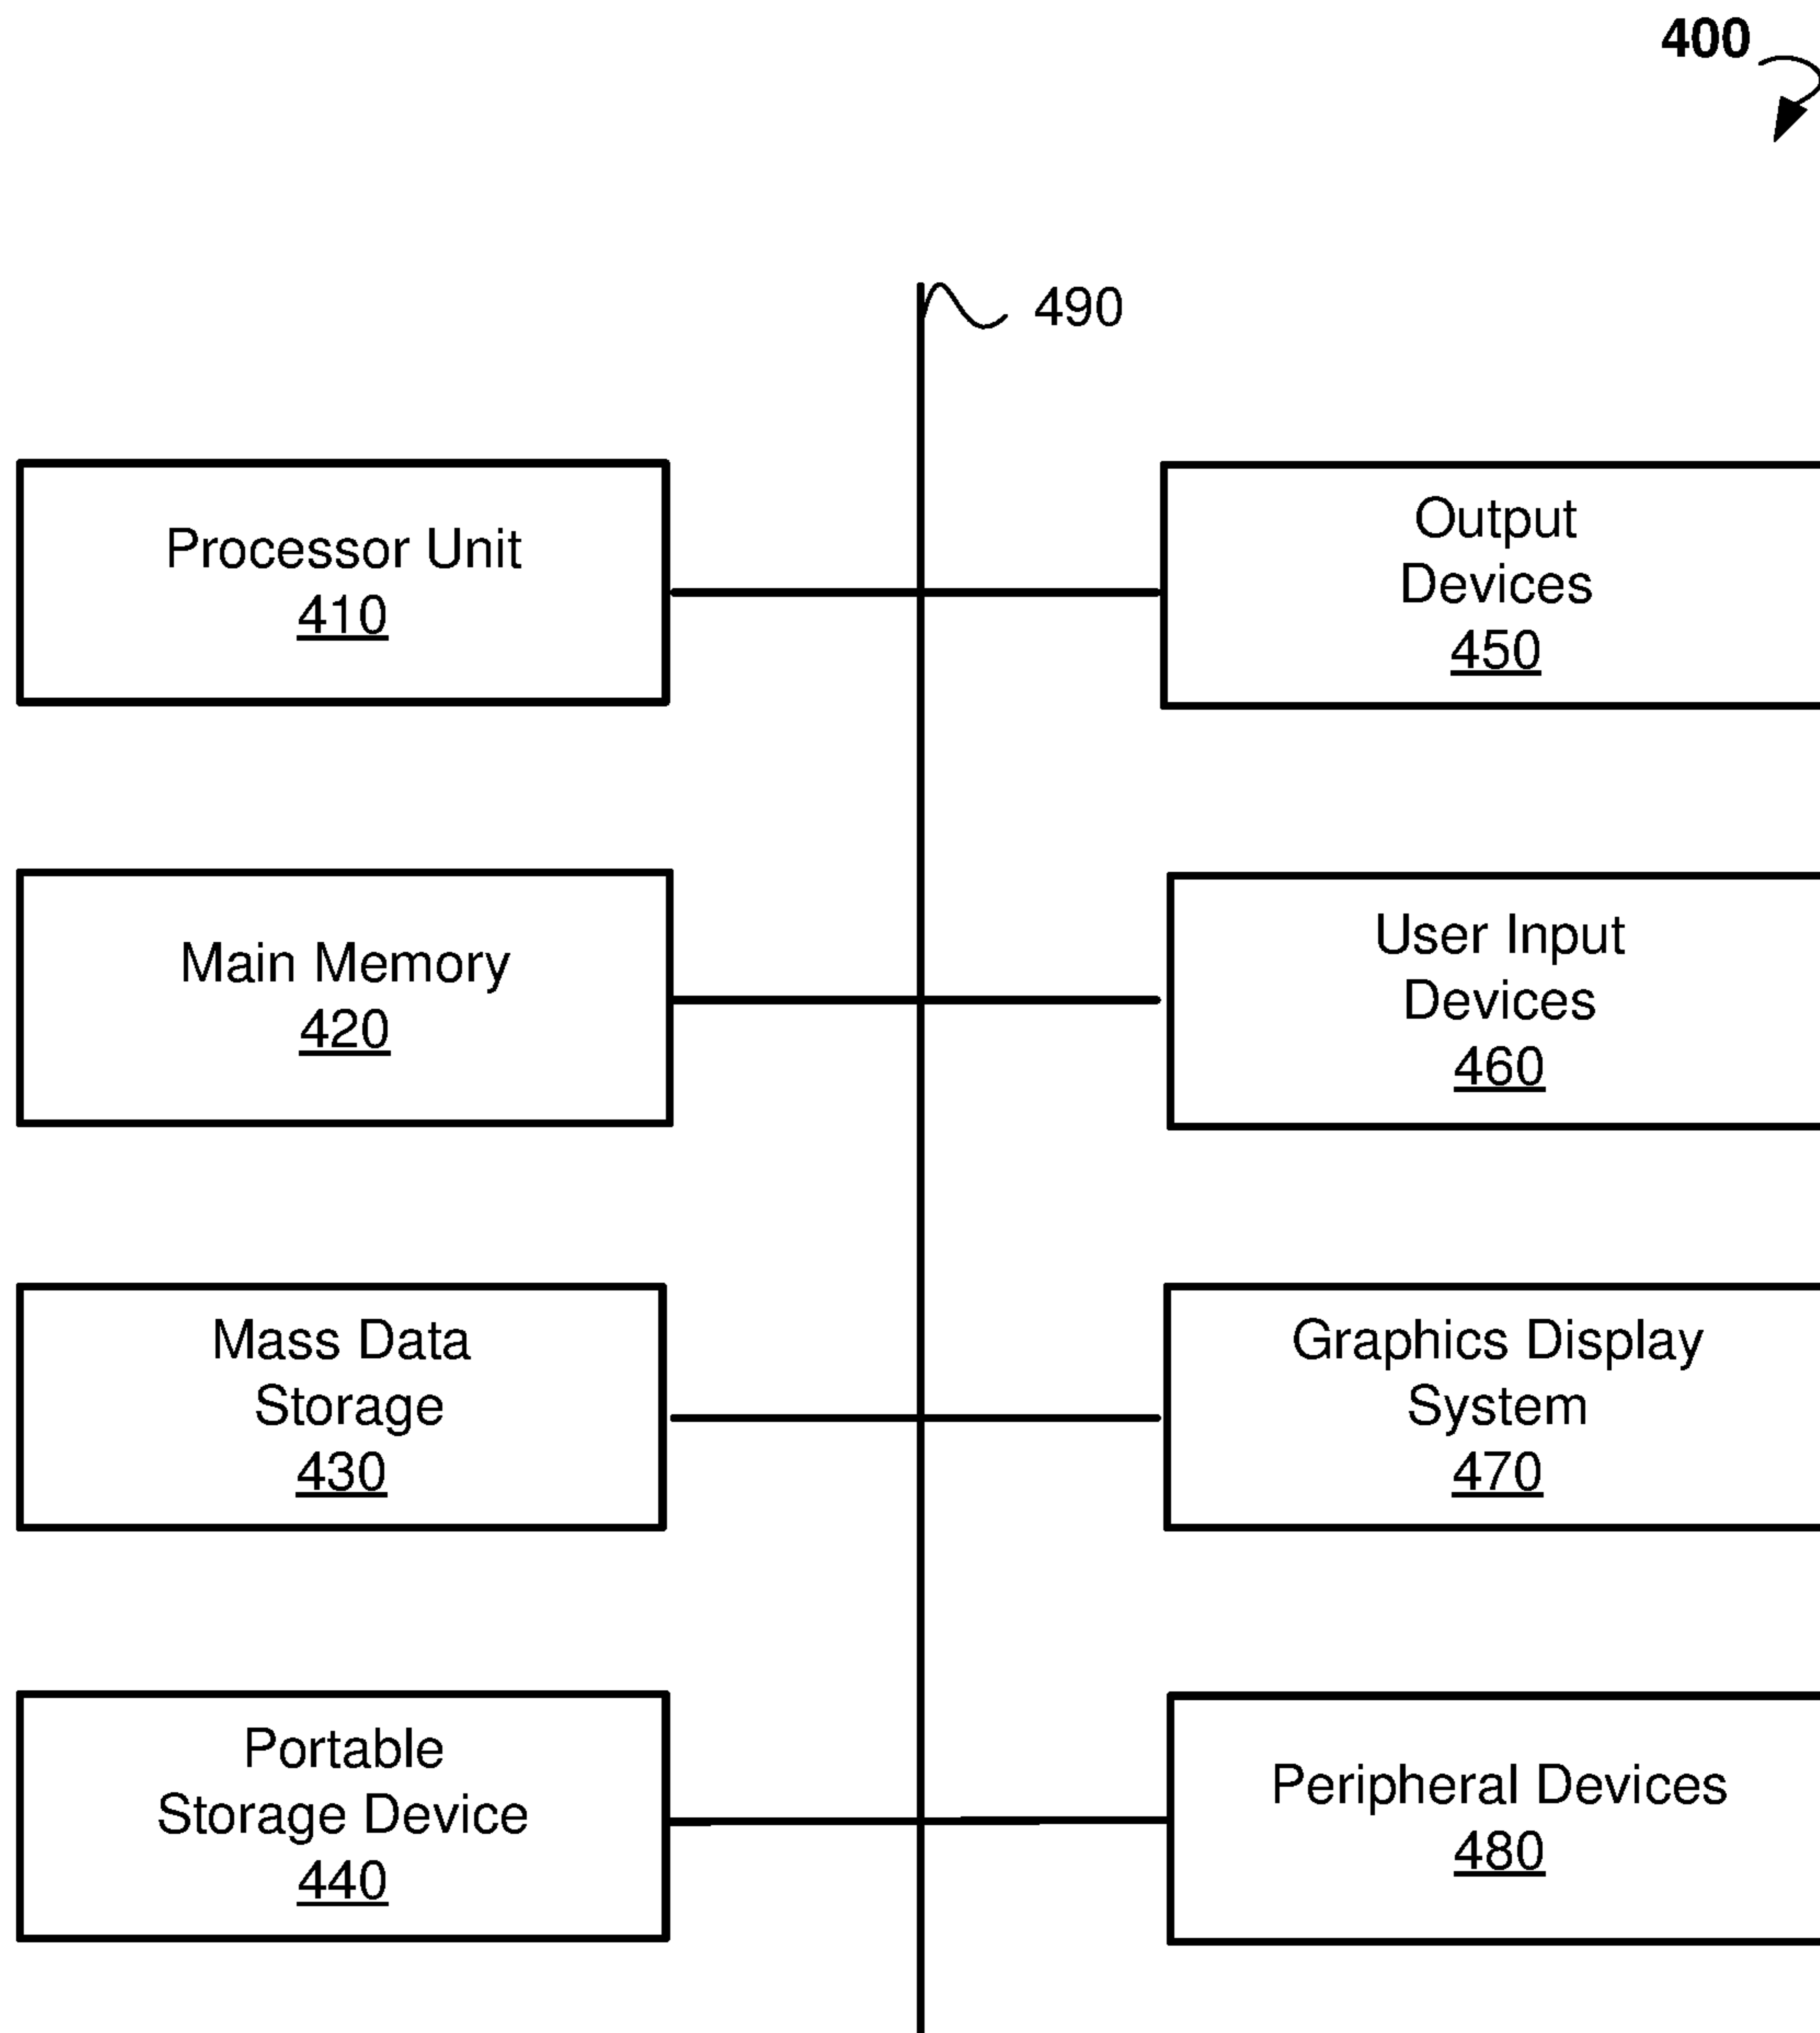 400
490
Processor Unit
410
Output
Devices
450
Main Memory
420
User Input
Devices
460
Mass Data
Storage
430
Graphics Display
System
470
Portable
Storage Device
440
Peripheral Devices
480